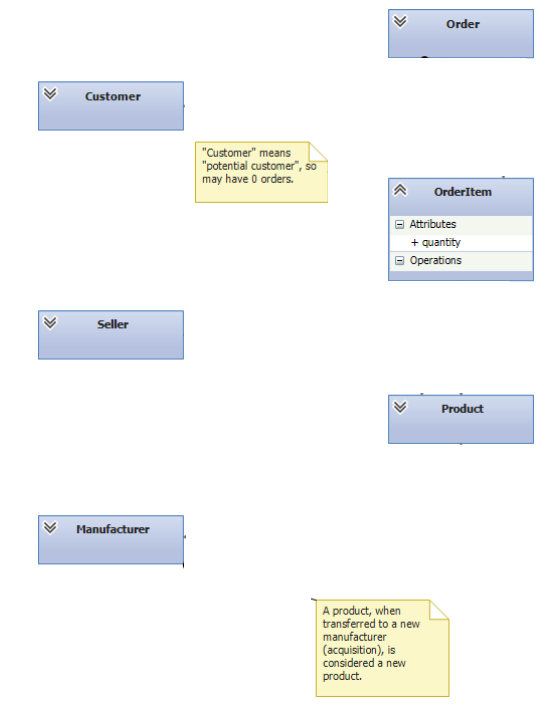 Order
Customer
"Customer" means
"potential customer", so
may have 0 orders.
OrderItem
Attributes
+ quantity
Operations
Seller
Product
Manufacturer
A product, when
transferred to a new
manufacturer
(acquisition), is
considered a new
product.